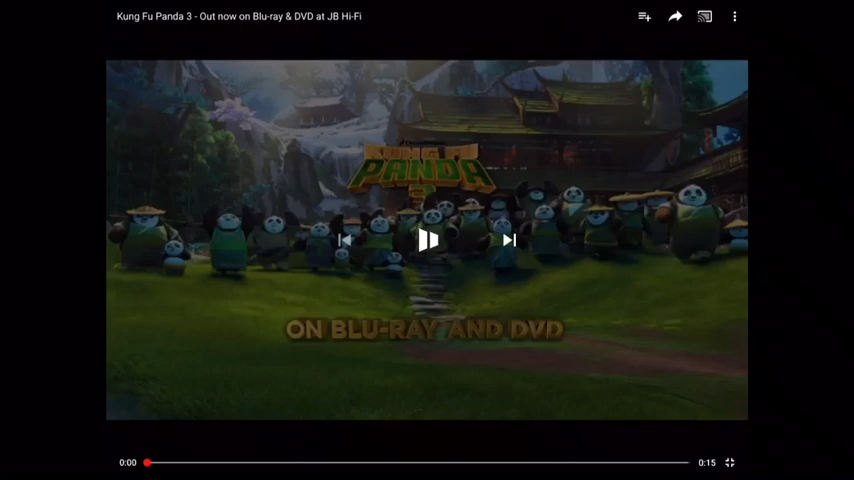 Kung Fu Panda 3 - Out now on Blu-ray & DVD at JB Hi-Fi
KUNG FU
PANDA
3
ON BLU-RAY AND DVD
0:00
0:15